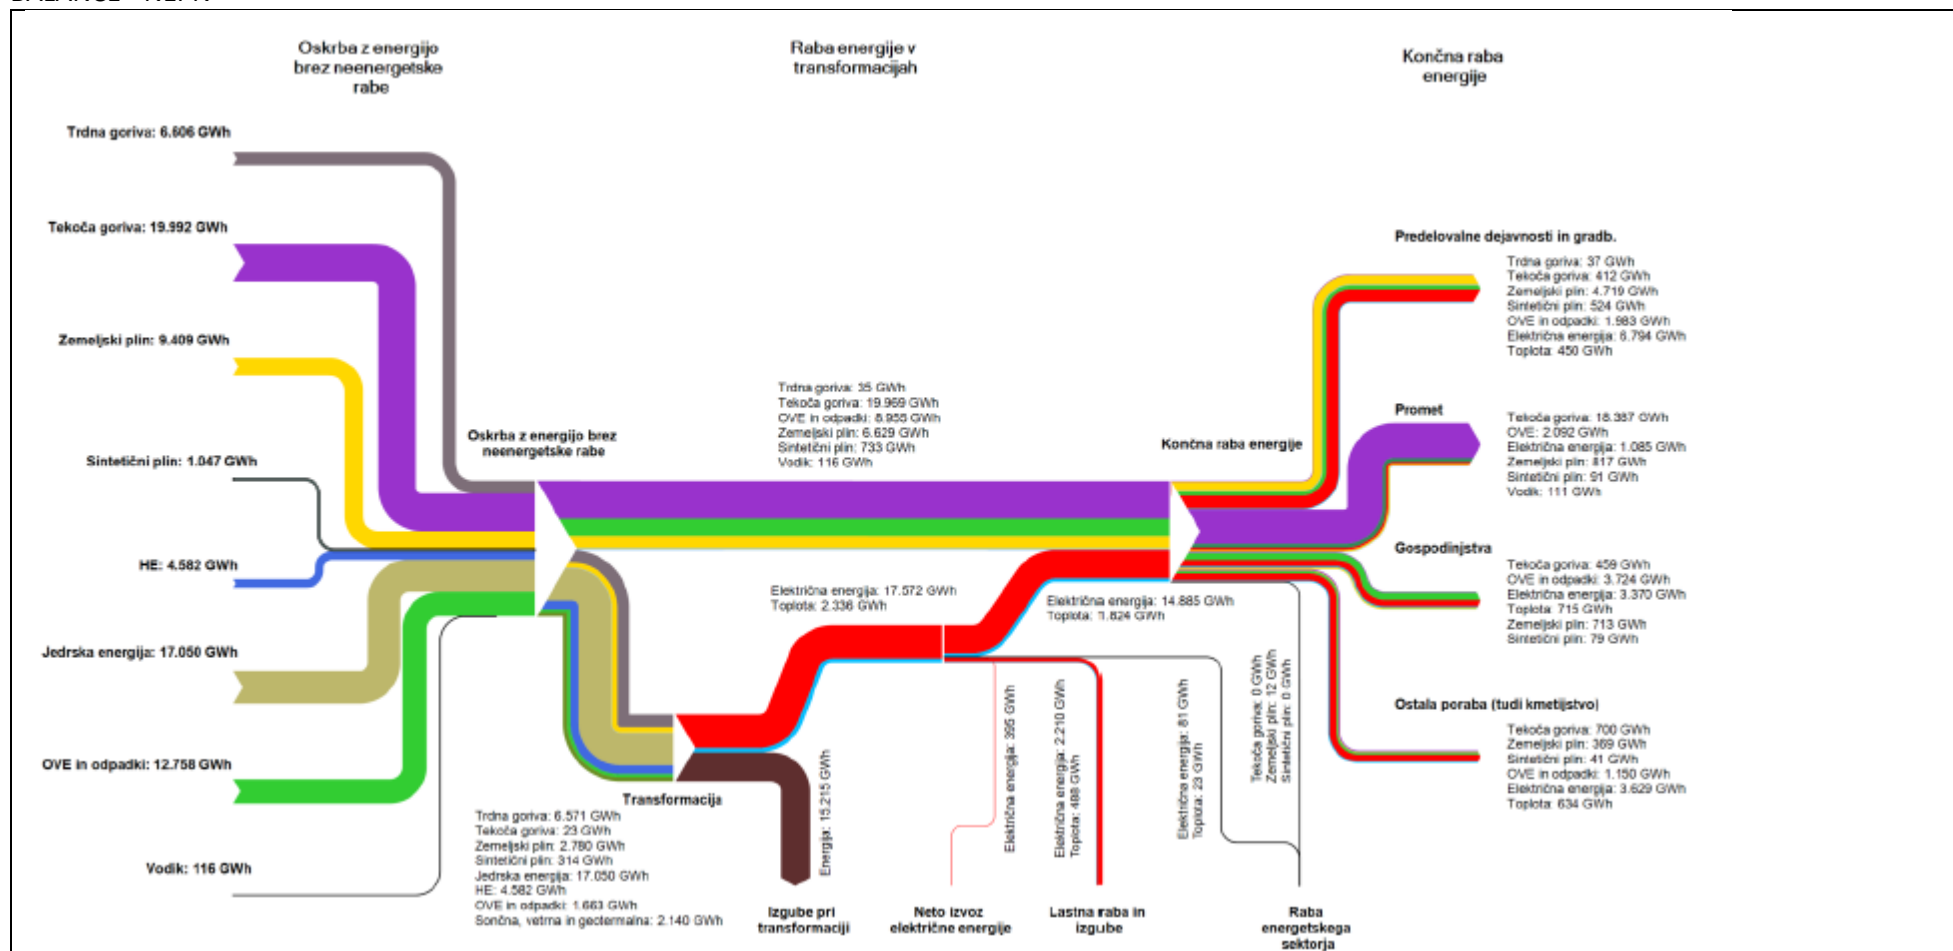 Oskrba z energijo
brez neenergetske
rabe
Raba energije v
transformacijah
Končna raba
energije
Trdna goriva: 6.606 GWh
Tekoča goriva: 19.992 GWh
Zemeljski plin: 9.409 GWh
Sintetični plin: 1.047 GWh
HE: 4.582 GWh
Jedrska energija: 17.050 GWh
OVE in odpadki: 12.758 GWh
Vodik: 116 GWh
Oskrba z energijo brez
neenergetske rabe
Trdna goriva: 35 GWh
Tekoča goriva: 19.969 GWh
OVE in odpadki: 8.955 GWh
Zemeljski plin: 6.629 GWh
Sintetični plin: 733 GWh
Vodik: 116 GWh
Transformacija
Trdna goriva: 6.571 GWh
Tekoča goriva: 23 GWh
Zemeljski plin: 2.780 GWh
Sintetični plin: 314 GWh
Jedrska energija: 17.050 GWh
HE: 4.582 GWh
OVE in odpadki: 1.663 GWh
Sončna, vetrna in geotermalna: 2.140 GWh
Električna energija: 17.572 GWh
Toplota: 2.336 GWh
Električna energija: 14.885 GWh
Toplota: 1.824 GWh
Energija: 15.215 GWh
Izgube pri
transformaciji
Električna energija: 395 GWh
Neto izvoz
električne energije
Električna energija: 2.210 GWh
Toplota: 488 GWh
Lastna raba in
izgube
Električna energija: 81 GWh
Toplota: 23 GWh
Tekoča goriva: 0 GWh
Zemeljski plin: 12 GWh
Sintetični plin: 0 GWh
Raba
energetskega
sektorja
Končna raba energije
Predelovalne dejavnosti in gradb.
Trdna goriva: 37 GWh
Tekoča goriva: 412 GWh
Zemeljski plin: 4.719 GWh
Sintetični plin: 524 GWh
OVE in odpadki: 1.983 GWh
Električna energija: 6.794 GWh
Toplota: 450 GWh
Promet
Tekoča goriva: 18.387 GWh
OVE: 2.092 GWh
Električna energija: 1.085 GWh
Zemeljski plin: 817 GWh
Sintetični plin: 91 GWh
Vodik: 111 GWh
Gospodinjstva
Tekoča goriva: 459 GWh
OVE in odpadki: 3.724 GWh
Električna energija: 3.370 GWh
Toplota: 715 GWh
Zemeljski plin: 713 GWh
Sintetični plin: 79 GWh
Ostala poraba (tudi kmetijstvo)
Tekoča goriva: 700 GWh
Zemeljski plin: 369 GWh
Sintetični plin: 41 GWh
OVE in odpadki: 1.150 GWh
Električna energija: 3.629 GWh
Toplota: 634 GWh